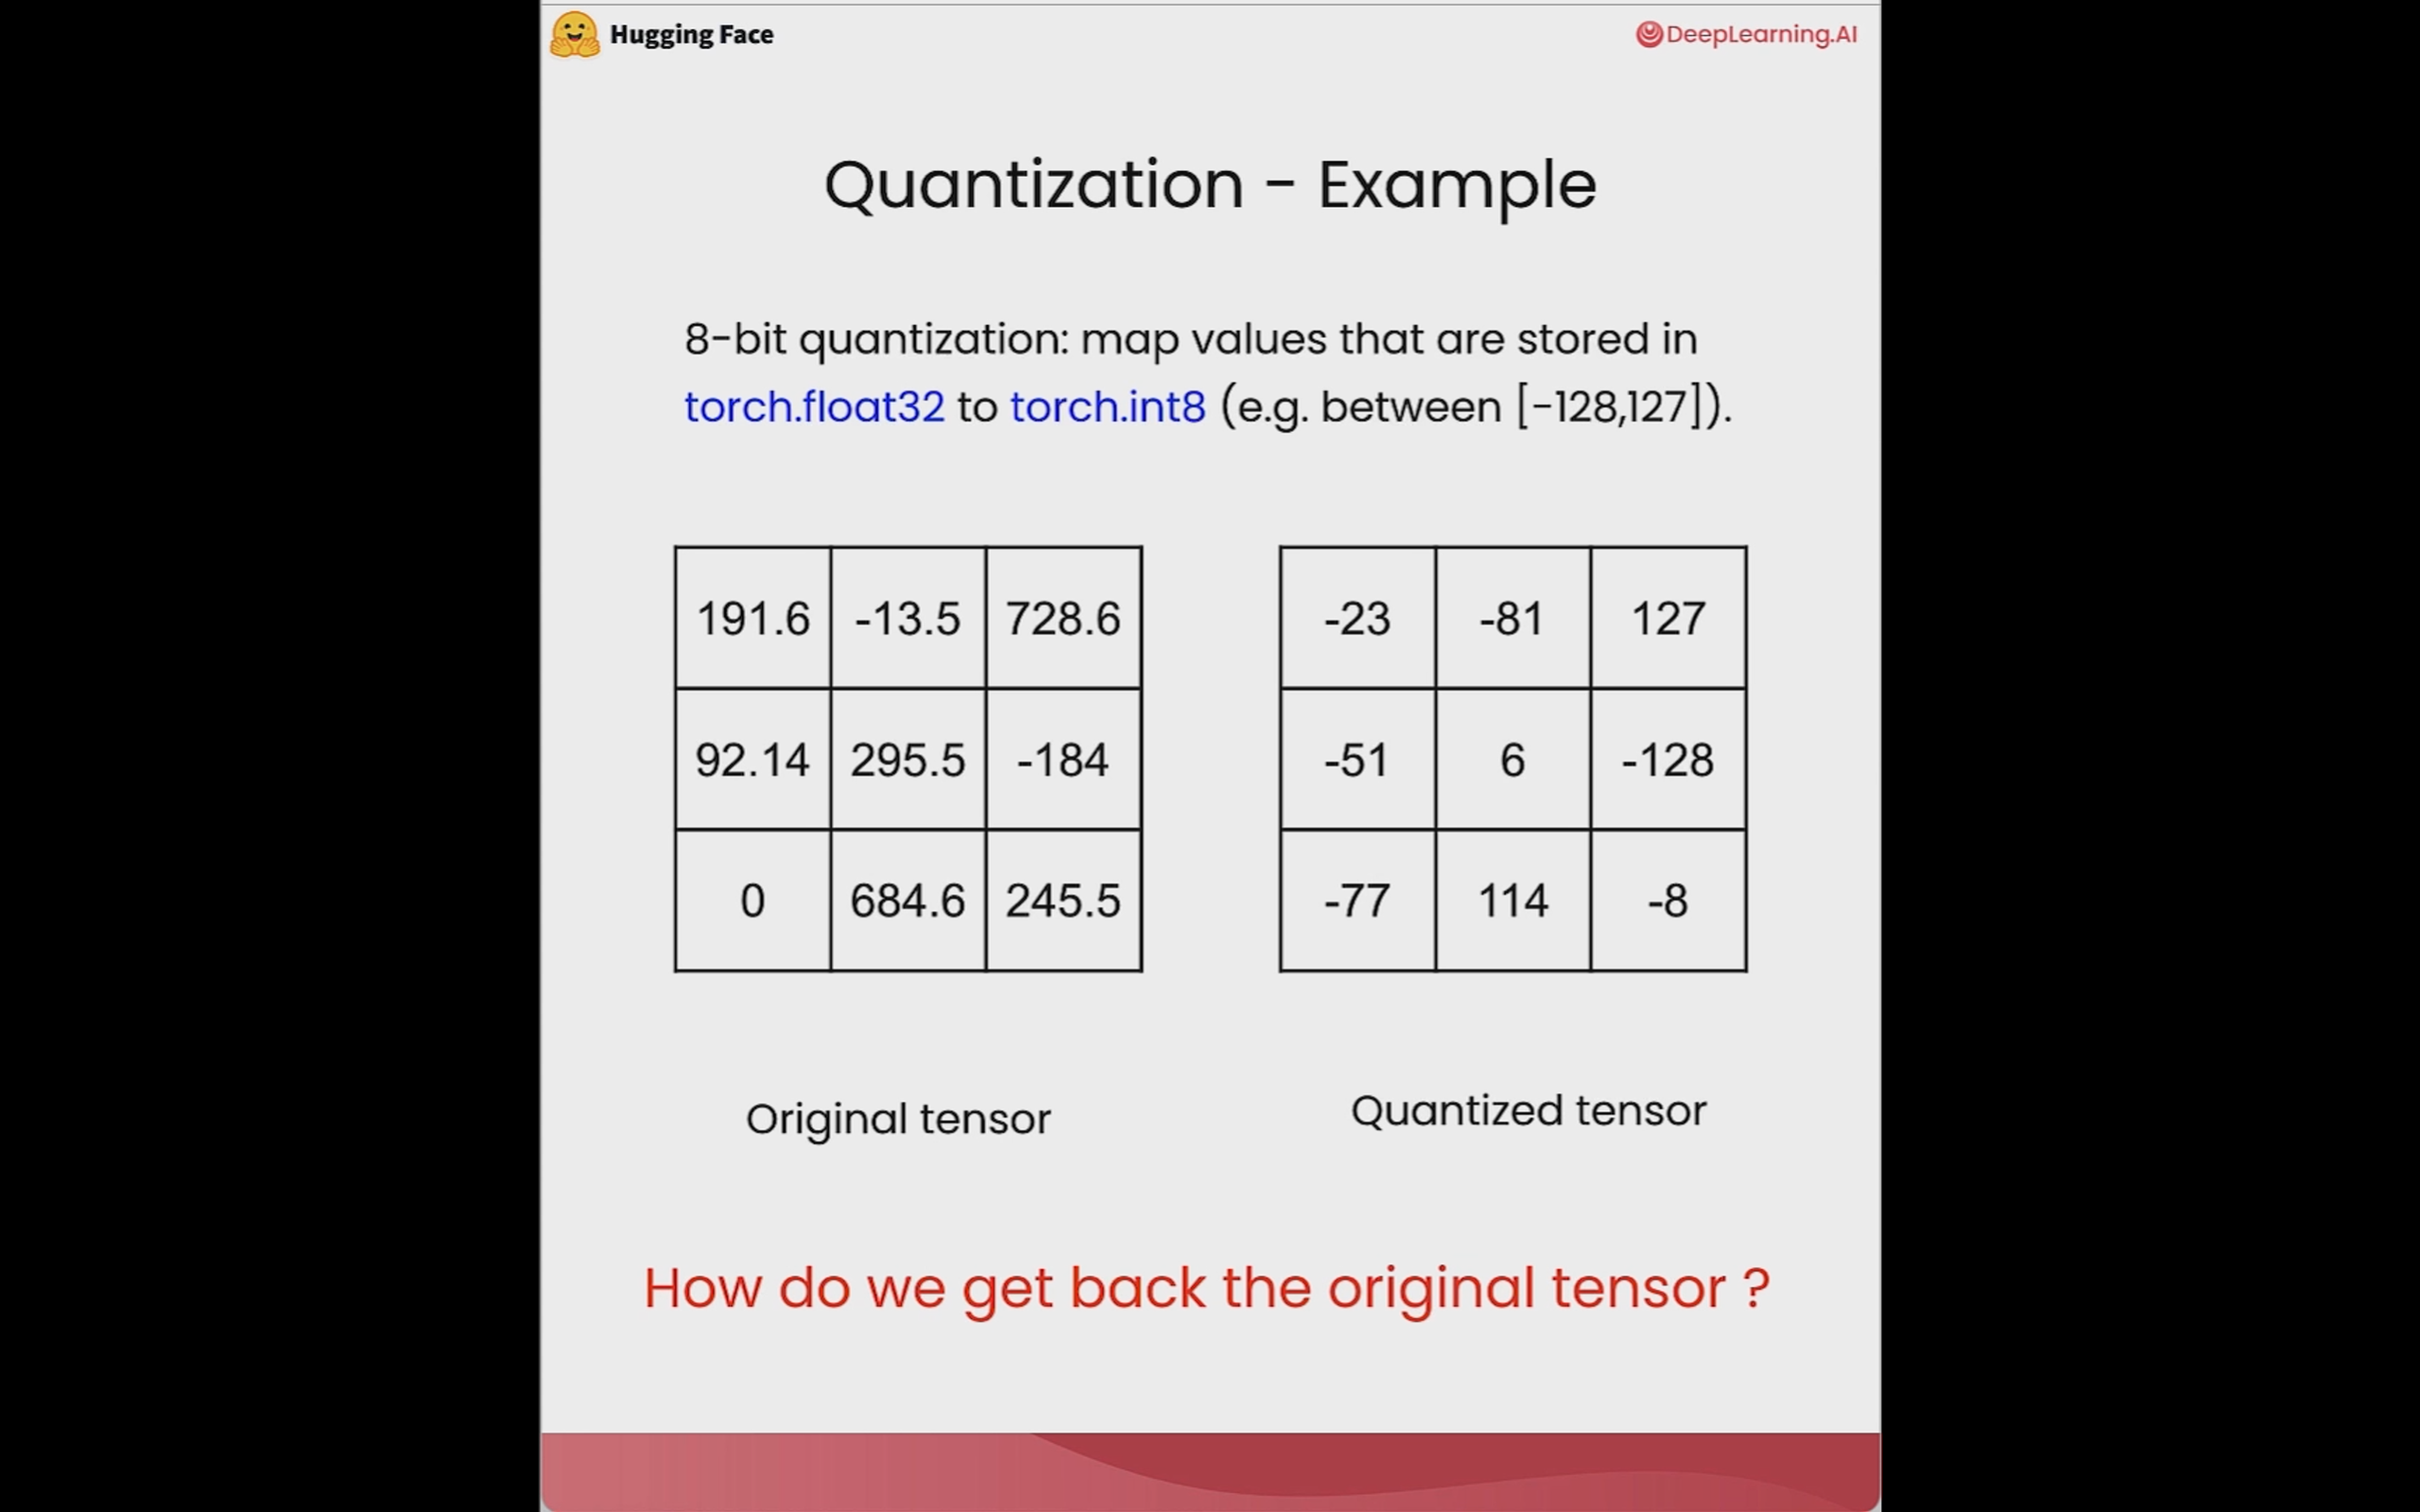 Hugging Face
DeepLearning.AI
Quantization - Example
8-bit quantization: map values that are stored in
torch.float32 to torch.int8 (e.g. between [-128,127]).
191.6 -13.5 728.6
92.14 295.5 -184
0 684.6 245.5
-23 -81 127
-51 6 -128
-77 114 -8
Original tensor
Quantized tensor
How do we get back the original tensor ?